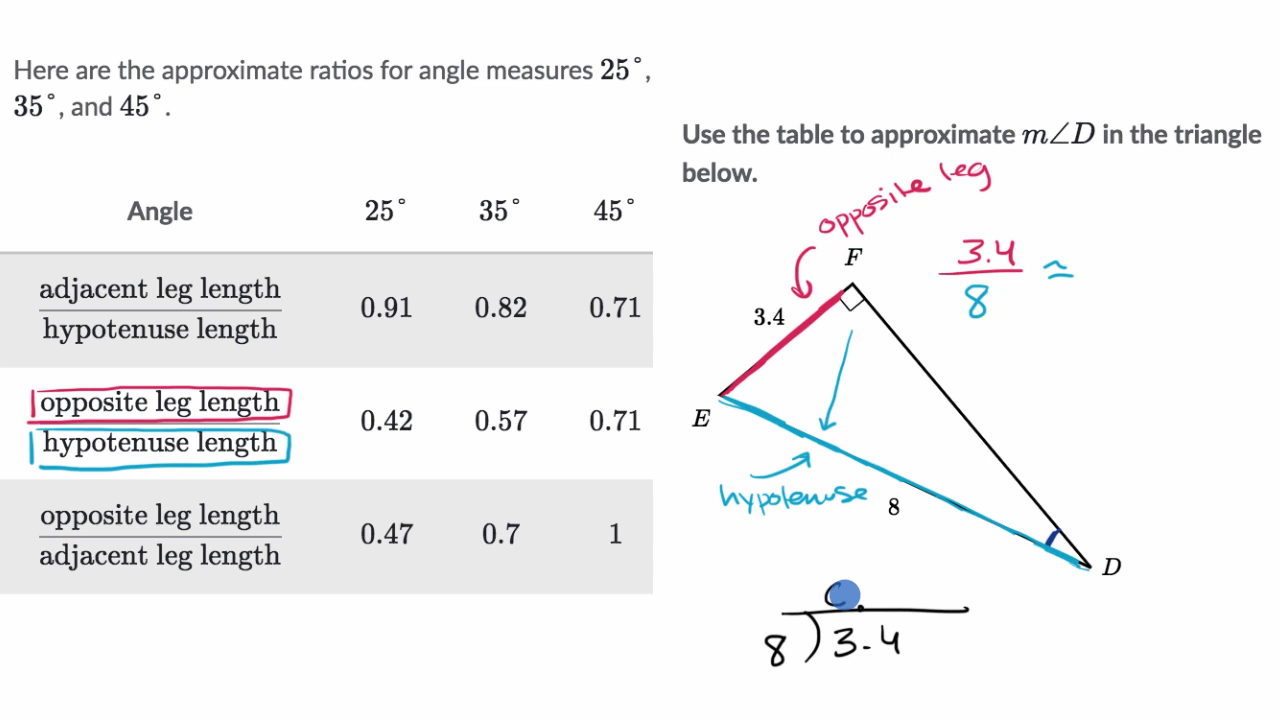 Here are the approximate ratios for angle measures 25°,
35°, and 45°.
Angle 25° 35° 45°
adjacent leg length
hypotenuse length
0.91 0.82 0.71
opposite leg length
hypotenuse length
0.42 0.57 0.71
opposite leg length
adjacent leg length
0.47 0.7 1
Use the table to approximate m∠D in the triangle
below.
opposite leg
F
3.4
8
≈
3.4
E
hypotenuse
8
D
8)3.4